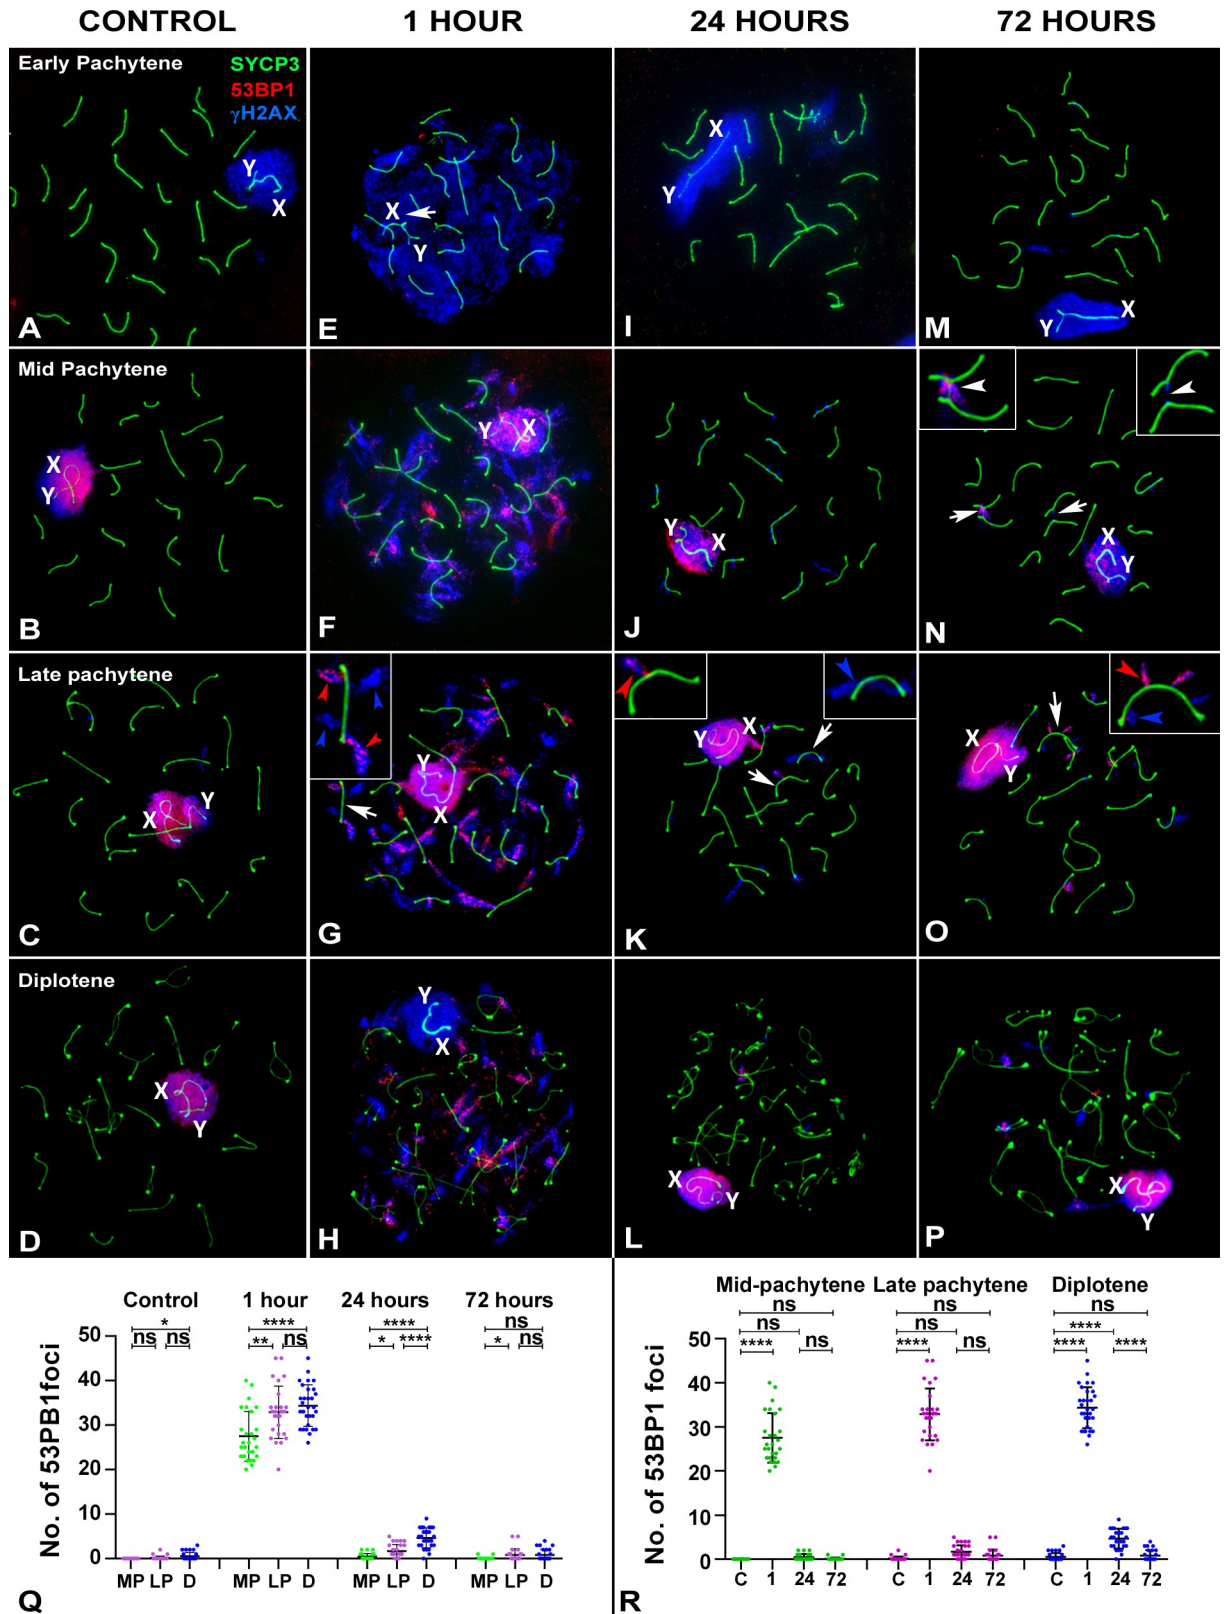 CONTROL
1 HOUR
24 HOURS
72 HOURS
Early Pachytene
SYCP3
53BP1
γH2AX
Y
X
A
X
Y
E
X
Y
I
X
Y
M
Mid Pachytene
X
Y
B
Y X
F
Y
X
J
X
Y
N
Late pachytene
X
Y
C
Y
X
G
Y X
K
X
Y
O
Diplotene
X
Y
D
Y
X
H
X
Y
L
X
Y
P
Control
1 hour
24 hours
72 hours
*
ns ns
****
** ns
****
* ****
ns
* ns
No. of 53PB1foci
50
40
30
20
10
0
MP LP D
MP LP D
MP LP D
MP LP D
Q
Mid-pachytene
Late pachytene
Diplotene
ns
ns
**** ns
ns
ns
**** ns
ns
****
**** ****
No. of 53BP1 foci
50
40
30
20
10
0
C 1 24 72
C 1 24 72
C 1 24 72
R